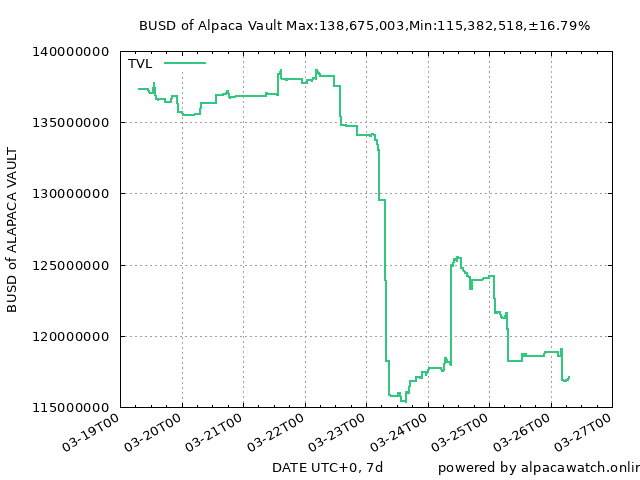 BUSD of Alpaca Vault Max:138,675,003,Min:115,382,518,±16.79%
140000000
TVL
135000000
130000000
125000000
120000000
115000000
BUSD of ALAPACA VAULT
03-19T00
03-20T00
03-21T00
03-22T00
03-23T00
03-24T00
03-25T00
03-26T00
03-27T00
DATE UTC+0, 7d
powered by alpacawatch.onlin